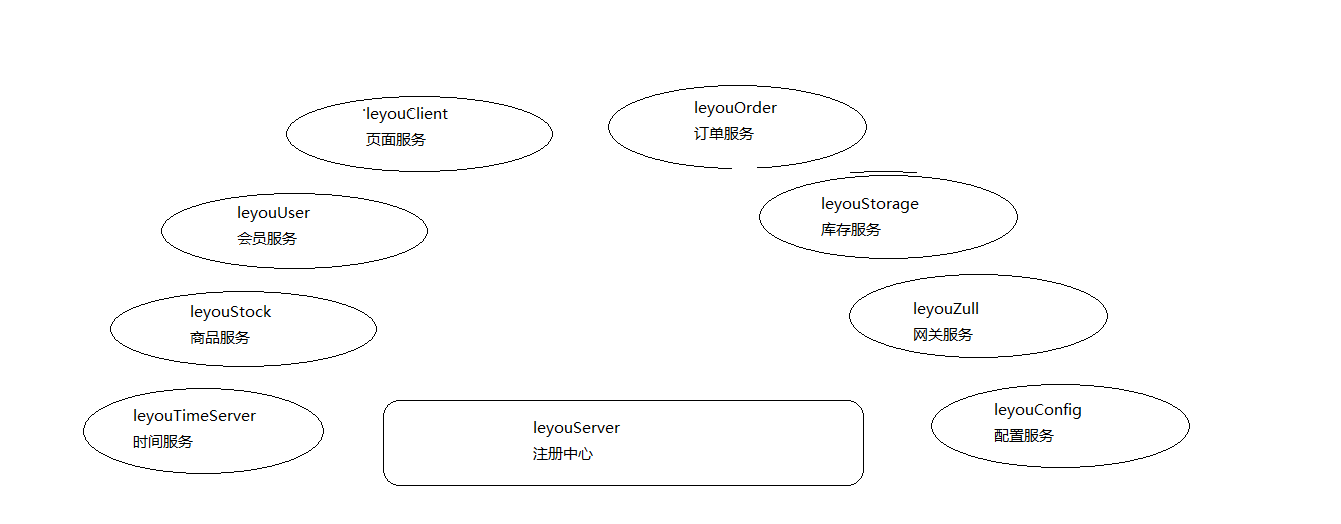 leyouClient
页面服务
leyouOrder
订单服务
leyouUser
会员服务
leyouStorage
库存服务
leyouStock
商品服务
leyouZull
网关服务
leyouTimeServer
时间服务
leyouServer
注册中心
leyouConfig
配置服务